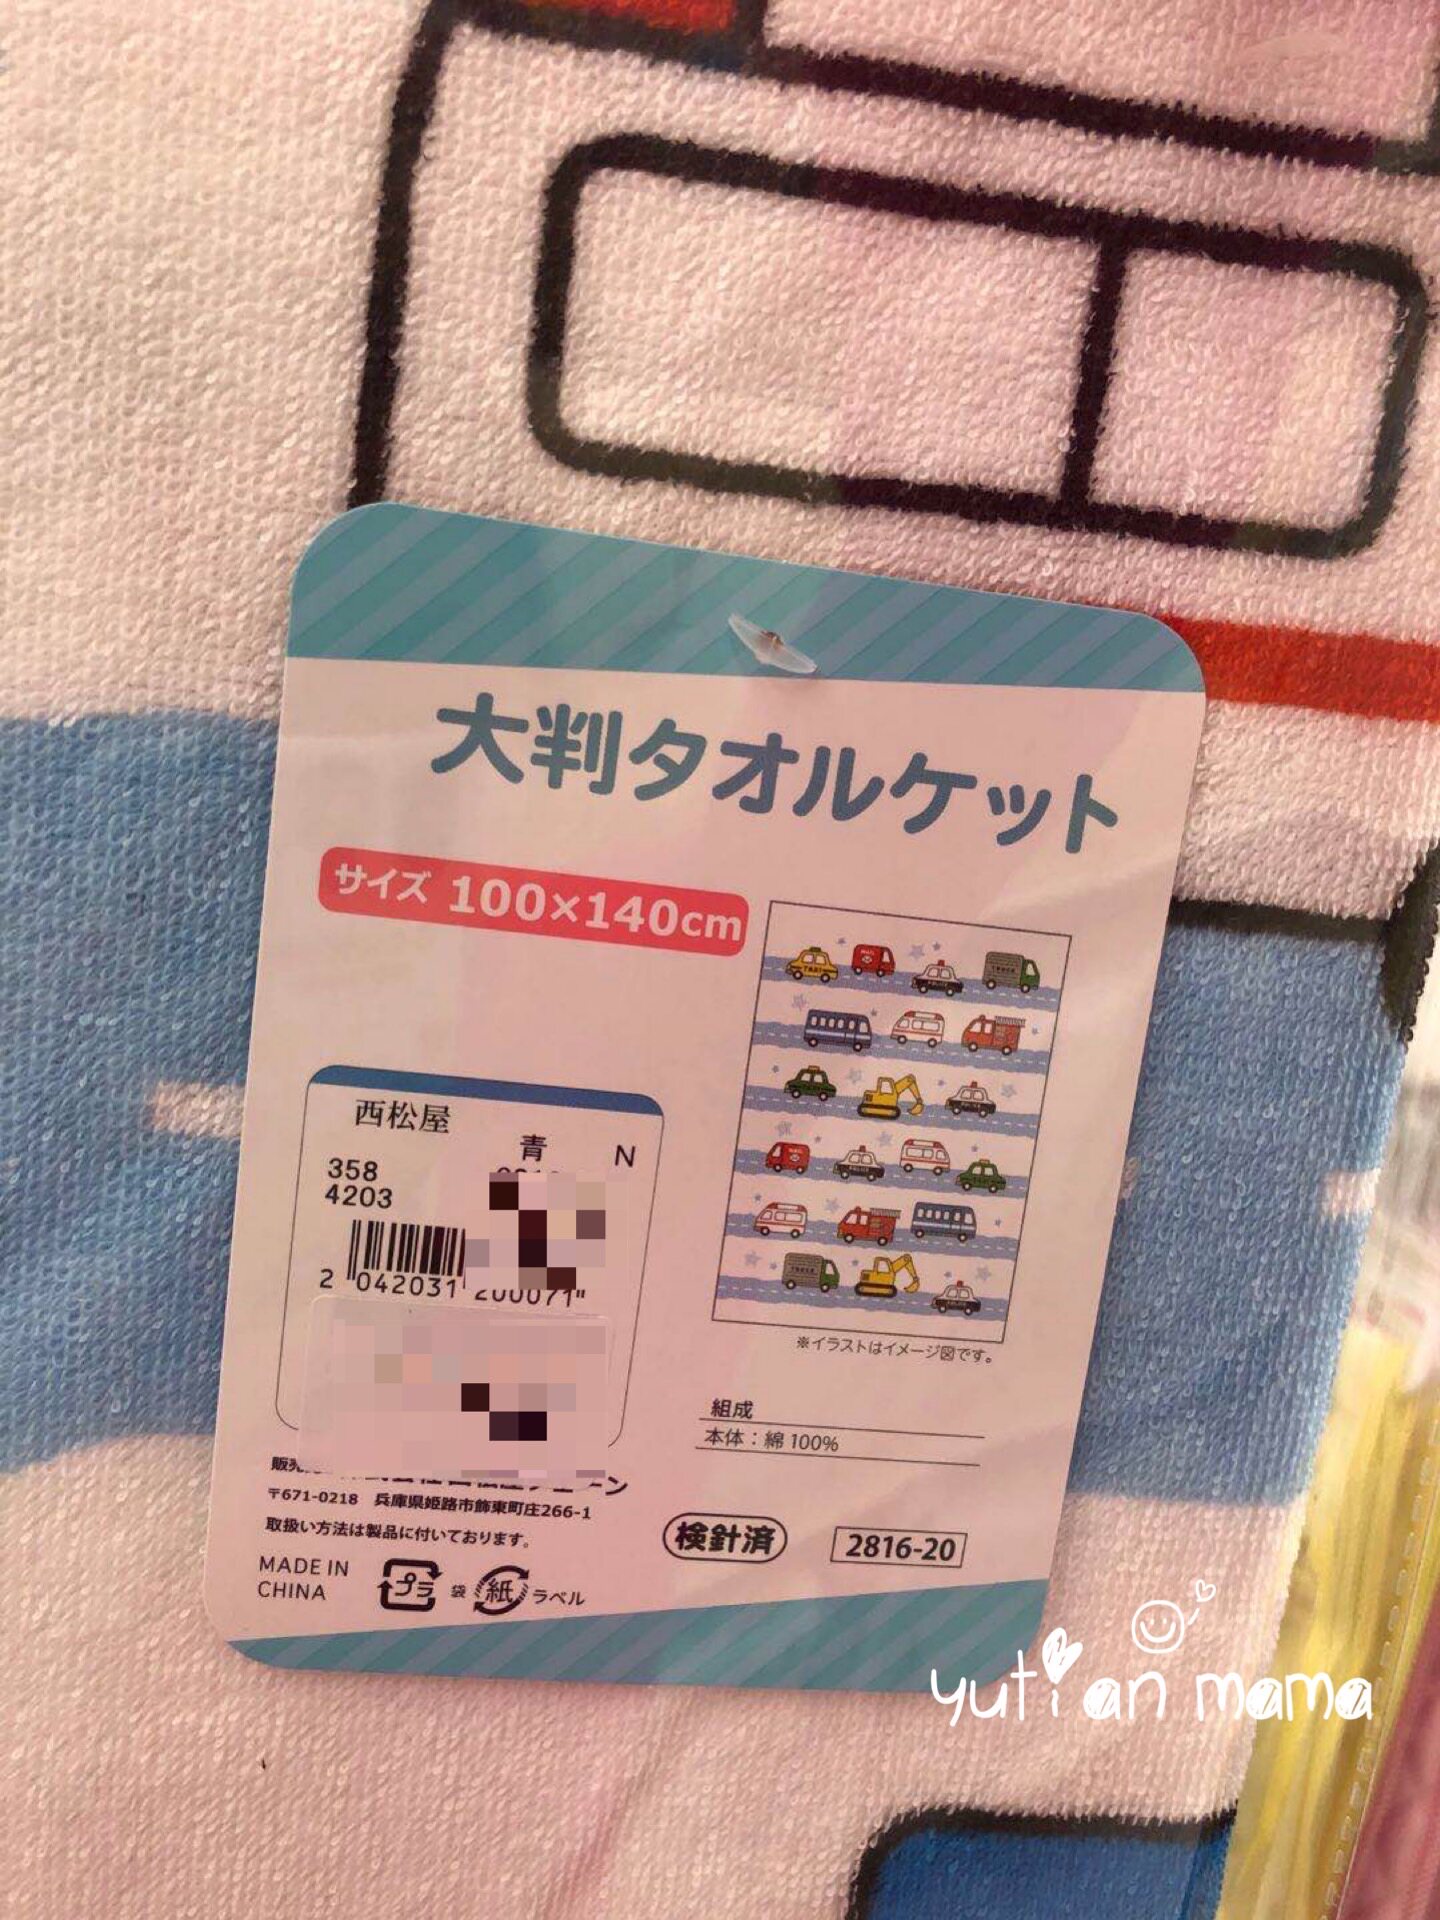 大判タオルケット
サイズ 100×140cm
西松屋
青 N
358
4203
2 042031 200071
※イラストはイメージ図です。
組成
本体：綿100%
〒671-0218 兵庫県姫路市飾東町庄266-1
取扱い方法は製品に付いております。
検針済
2816-20
MADE IN
CHINA
プラ 袋 紙 ラベル
yutian mama